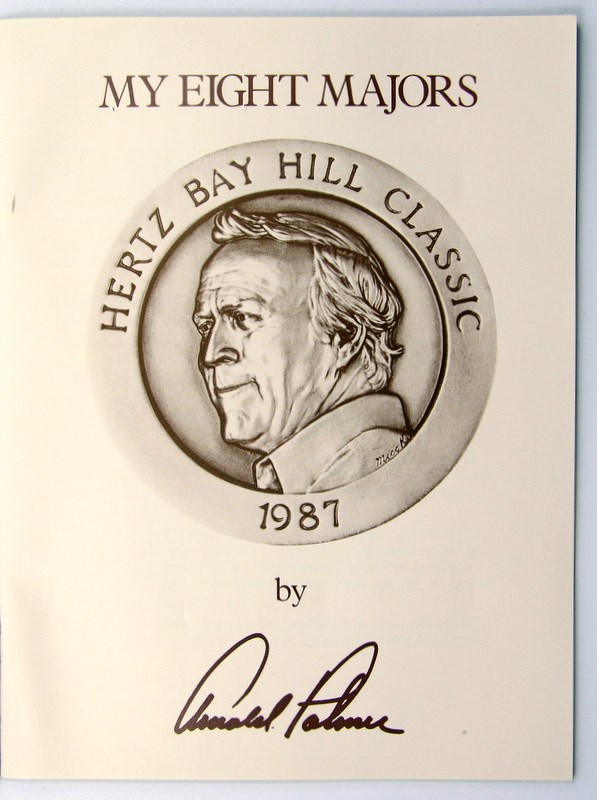 MY EIGHT MAJORS
HERTZ BAY HILL CLASSIC
1987
by
Arnold Palmer